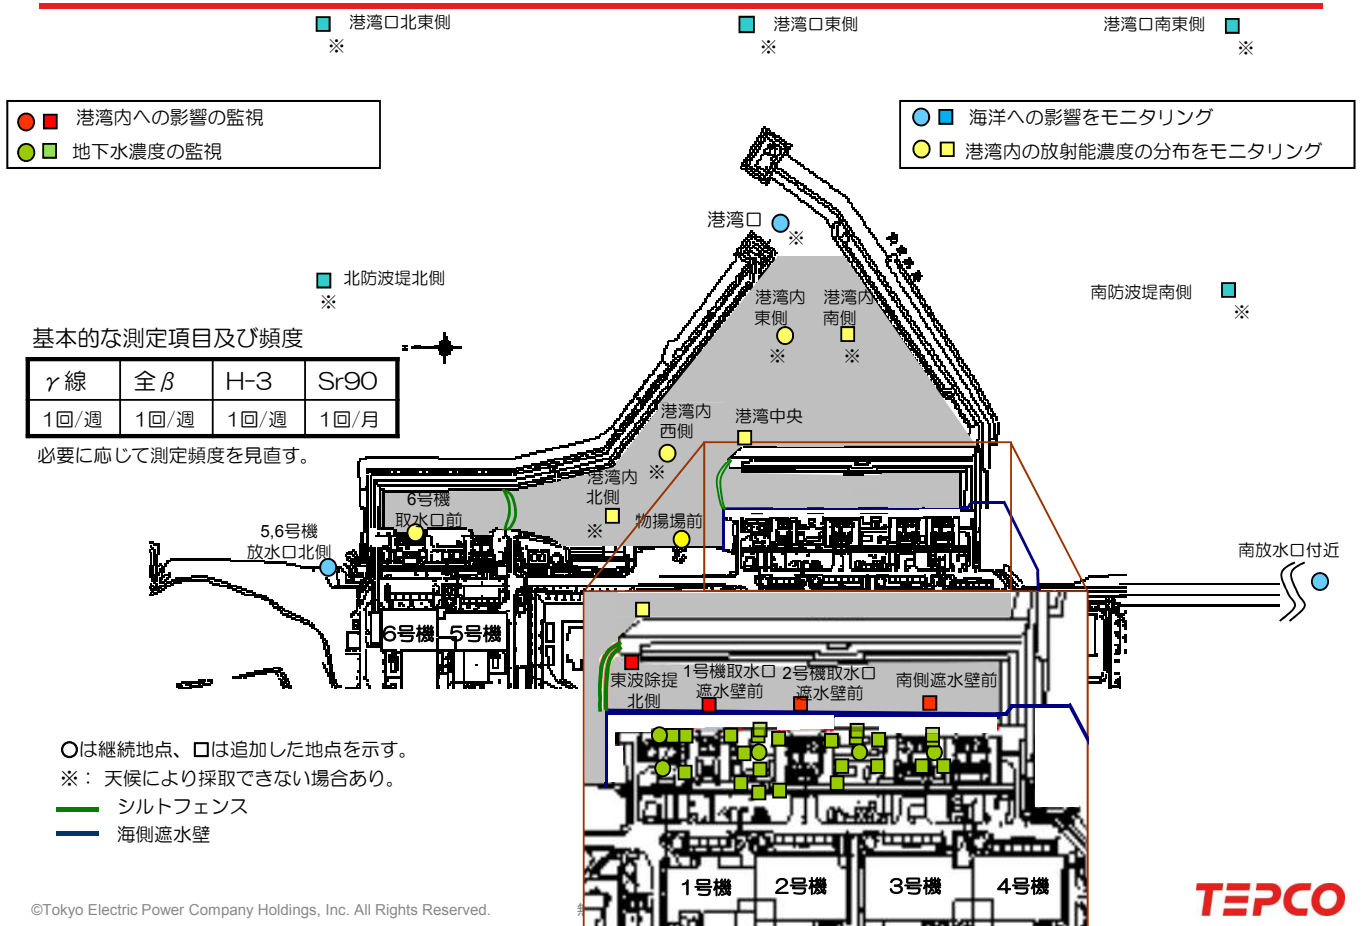 港湾口北東側
※
港湾口東側
※
港湾口南東側
※
港湾内への影響の監視
地下水濃度の監視
海洋への影響をモニタリング
港湾内の放射能濃度の分布をモニタリング
港湾口
※
北防波堤北側
※
南防波堤南側
※
港湾内
東側
※
港湾内
南側
※
基本的な測定項目及び頻度
γ線 全β H-3 Sr90
1回/週 1回/週 1回/週 1回/月
必要に応じて測定頻度を見直す。
港湾内
西側
※
港湾中央
港湾内
北側
※
物揚場前
6号機
取水口前
5,6号機
放水口北側
南放水口付近
6号機
5号機
東波除堤
北側
1号機取水口
遮水壁前
2号機取水口
遮水壁前
南側遮水壁前
○は継続地点、□は追加した地点を示す。
※： 天候により採取できない場合あり。
シルトフェンス
海側遮水壁
1号機
2号機
3号機
4号機
©Tokyo Electric Power Company Holdings, Inc. All Rights Reserved.
TEPCO